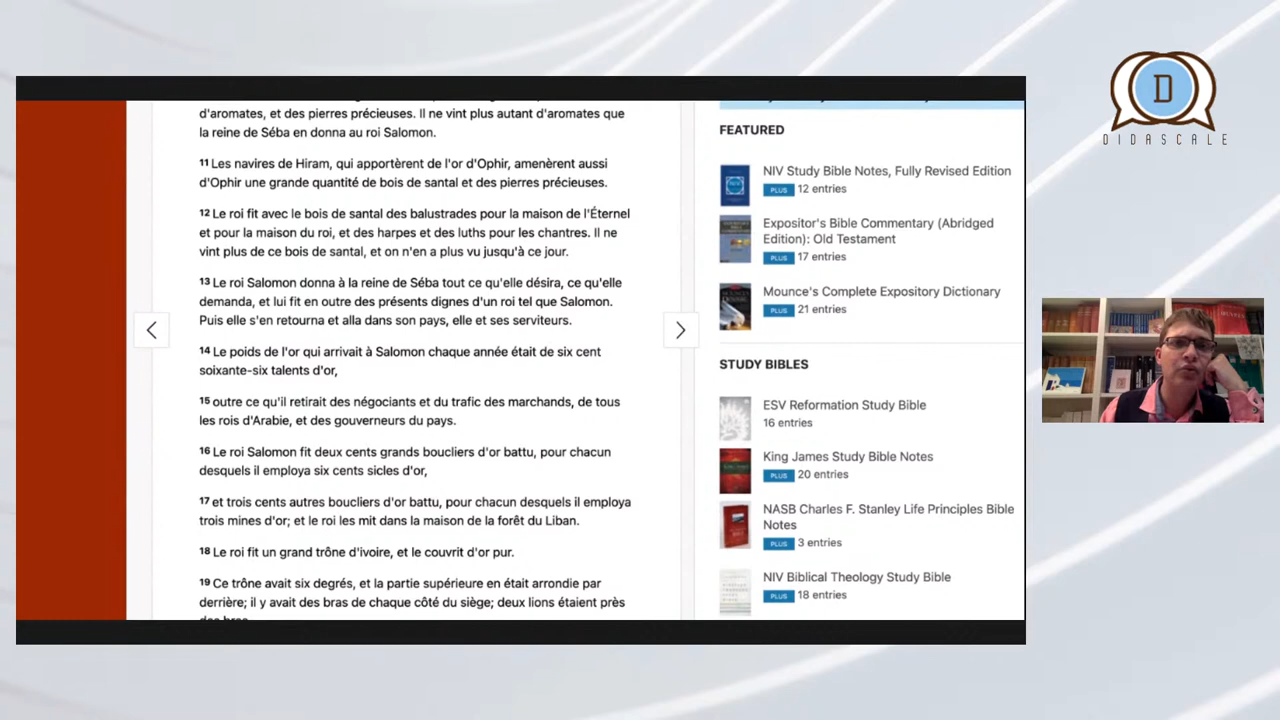 d'aromates, et des pierres précieuses. Il ne vint plus autant d'aromates que
la reine de Séba en donna au roi Salomon.
11 Les navires de Hiram, qui apportèrent de l'or d'Ophir, amenèrent aussi
d'Ophir une grande quantité de bois de santal et des pierres précieuses.
12 Le roi fit avec le bois de santal des balustrades pour la maison de l'Éternel
et pour la maison du roi, et des harpes et des luths pour les chantres. Il ne
vint plus de ce bois de santal, et on n'en a plus vu jusqu'à ce jour.
13 Le roi Salomon donna à la reine de Séba tout ce qu'elle désira, ce qu'elle
demanda, et lui fit en outre des présents dignes d'un roi tel que Salomon.
Puis elle s'en retourna et alla dans son pays, elle et ses serviteurs.
14 Le poids de l'or qui arrivait à Salomon chaque année était de six cent
soixante-six talents d'or,
15 outre ce qu'il retirait des négociants et du trafic des marchands, de tous
les rois d'Arabie, et des gouverneurs du pays.
16 Le roi Salomon fit deux cents grands boucliers d'or battu, pour chacun
desquels il employa six cents sicles d'or,
17 et trois cents autres boucliers d'or battu, pour chacun desquels il employa
trois mines d'or; et le roi les mit dans la maison de la forêt du Liban.
18 Le roi fit un grand trône d'ivoire, et le couvrit d'or pur.
19 Ce trône avait six degrés, et la partie supérieure en était arrondie par
derrière; il y avait des bras de chaque côté du siège; deux lions étaient près
des bras
FEATURED
NIV Study Bible Notes, Fully Revised Edition
PLUS 12 entries
Expositor's Bible Commentary (Abridged
Edition): Old Testament
PLUS 17 entries
Mounce's Complete Expository Dictionary
PLUS 21 entries
STUDY BIBLES
ESV Reformation Study Bible
16 entries
King James Study Bible Notes
PLUS 20 entries
NASB Charles F. Stanley Life Principles Bible
Notes
PLUS 3 entries
NIV Biblical Theology Study Bible
PLUS 18 entries
D
DIDASCALE